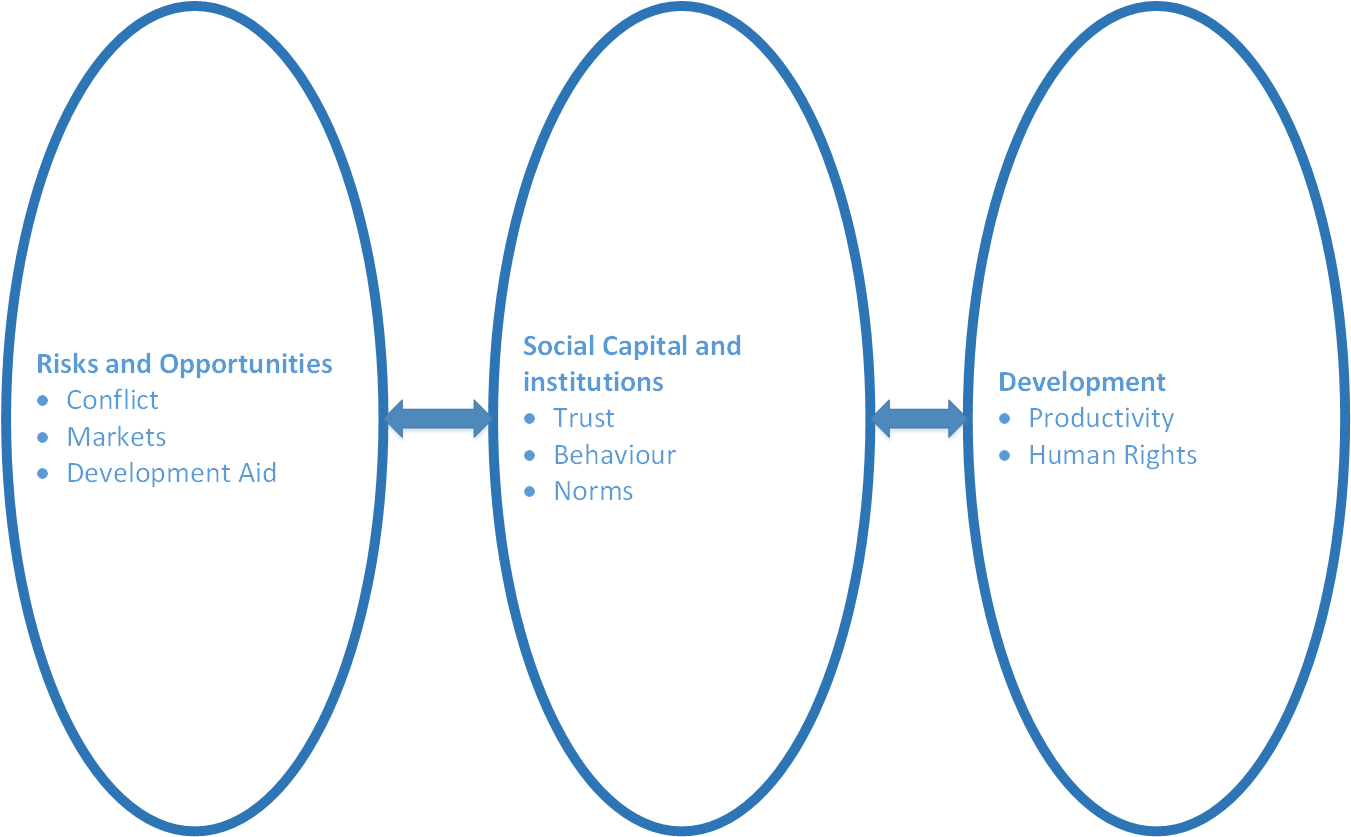 Risks and Opportunities
• Conflict
• Markets
• Development Aid
Social Capital and
institutions
• Trust
• Behaviour
• Norms
Development
• Productivity
• Human Rights